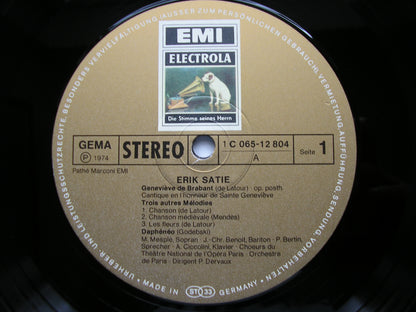 URHEBER- UND LEISTUNGSSCHUTZRECHTE, BESONDERS VERVIELFÄLTIGUNG (AUSSER ZUM PERSÖNLICHEN GEBRAUCH), VERMIETUNG, AUFFÜHRUNG, SENDUNG, VORBEHALTEN
EMI
ELECTROLA
Die Stimme seines Herrn
GEMA
STEREO
1 C 065-12 804
Ⓟ 1974
A
Seite 1
Pathé Marconi EMI
ERIK SATIE
Geneviève de Brabant (de Latour) · op. posth.
Cantique en l'honneur de Sainte Geneviève
Trois autres Mélodies
1. Chanson (de Latour)
2. Chanson médiévale (Mendès)
3. Les fleurs (de Latour)
Daphénéo (Godebski)
M. Mesplé, Sopran · J.-Chr. Benoit, Bariton · P. Bertin,
Sprecher · A. Ciccolini, Klavier · Choeurs du
Théâtre National de l'Opéra Paris · Orchestre
de Paris · Dirigent P. Dervaux
MADE IN ST 33 GERMANY